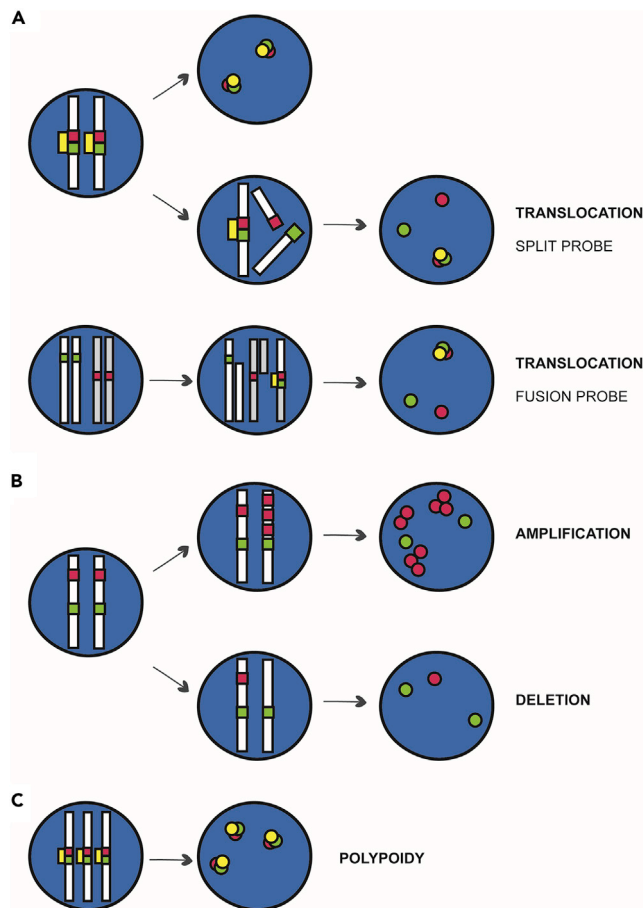 A
TRANSLOCATION
SPLIT PROBE
TRANSLOCATION
FUSION PROBE
B
AMPLIFICATION
DELETION
C
POLYPOIDY